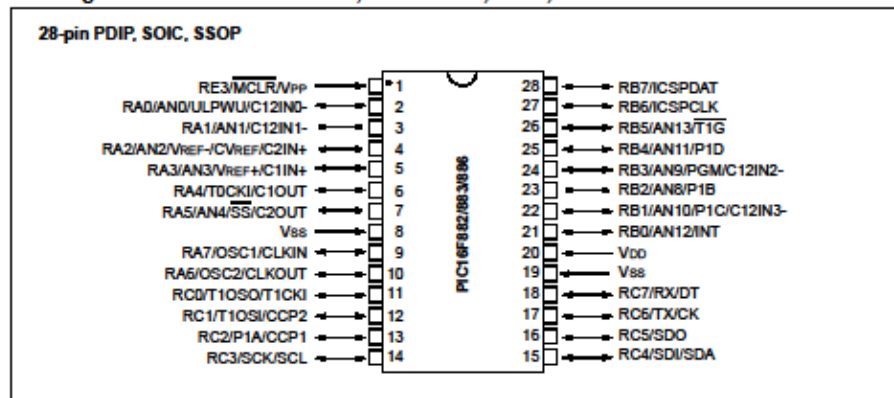 28-pin PDIP, SOIC, SSOP
RE3/MCLR/VPP 1
RA0/AN0/ULPWU/C12IN0- 2
RA1/AN1/C12IN1- 3
RA2/AN2/VREF-/CVREF/C2IN+ 4
RA3/AN3/VREF+/C1IN+ 5
RA4/T0CKI/C1OUT 6
RA5/AN4/SS/C2OUT 7
VSS 8
RA7/OSC1/CLKIN 9
RA6/OSC2/CLKOUT 10
RC0/T1OSO/T1CKI 11
RC1/T1OSI/CCP2 12
RC2/P1A/CCP1 13
RC3/SCK/SCL 14
PIC16F882/883/886
28 RB7/ICSPDAT
27 RB6/ICSPCLK
26 RB5/AN13/T1G
25 RB4/AN11/P1D
24 RB3/AN9/PGM/C12IN2-
23 RB2/AN8/P1B
22 RB1/AN10/P1C/C12IN3-
21 RB0/AN12/INT
20 VDD
19 VSS
18 RC7/RX/DT
17 RC6/TX/CK
16 RC5/SDO
15 RC4/SDI/SDA